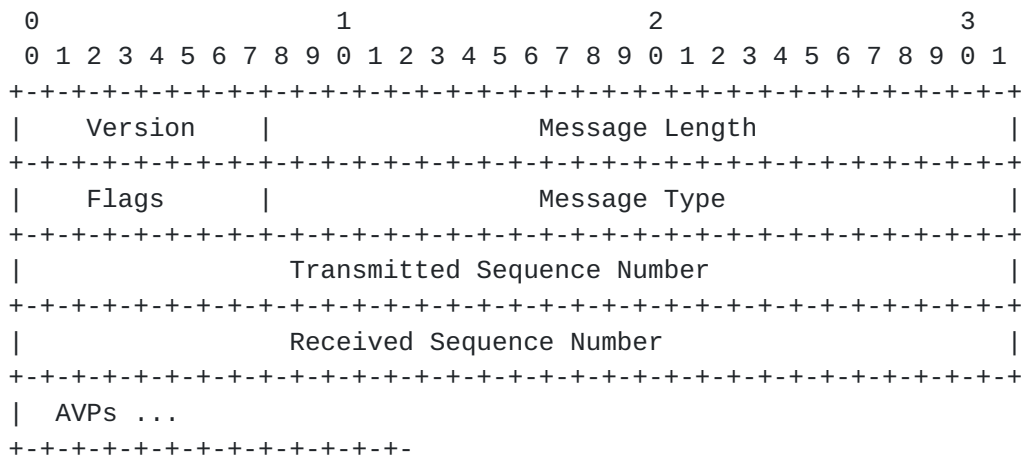 0                   1                   2                   3
 0 1 2 3 4 5 6 7 8 9 0 1 2 3 4 5 6 7 8 9 0 1 2 3 4 5 6 7 8 9 0 1
+-+-+-+-+-+-+-+-+-+-+-+-+-+-+-+-+-+-+-+-+-+-+-+-+-+-+-+-+-+-+-+-+
|    Version    |                 Message Length                |
+-+-+-+-+-+-+-+-+-+-+-+-+-+-+-+-+-+-+-+-+-+-+-+-+-+-+-+-+-+-+-+-+
|    Flags      |                 Message Type                  |
+-+-+-+-+-+-+-+-+-+-+-+-+-+-+-+-+-+-+-+-+-+-+-+-+-+-+-+-+-+-+-+-+
|                 Transmitted Sequence Number                   |
+-+-+-+-+-+-+-+-+-+-+-+-+-+-+-+-+-+-+-+-+-+-+-+-+-+-+-+-+-+-+-+-+
|                 Received Sequence Number                      |
+-+-+-+-+-+-+-+-+-+-+-+-+-+-+-+-+-+-+-+-+-+-+-+-+-+-+-+-+-+-+-+-+
|  AVPs ...
+-+-+-+-+-+-+-+-+-+-+-+-+-